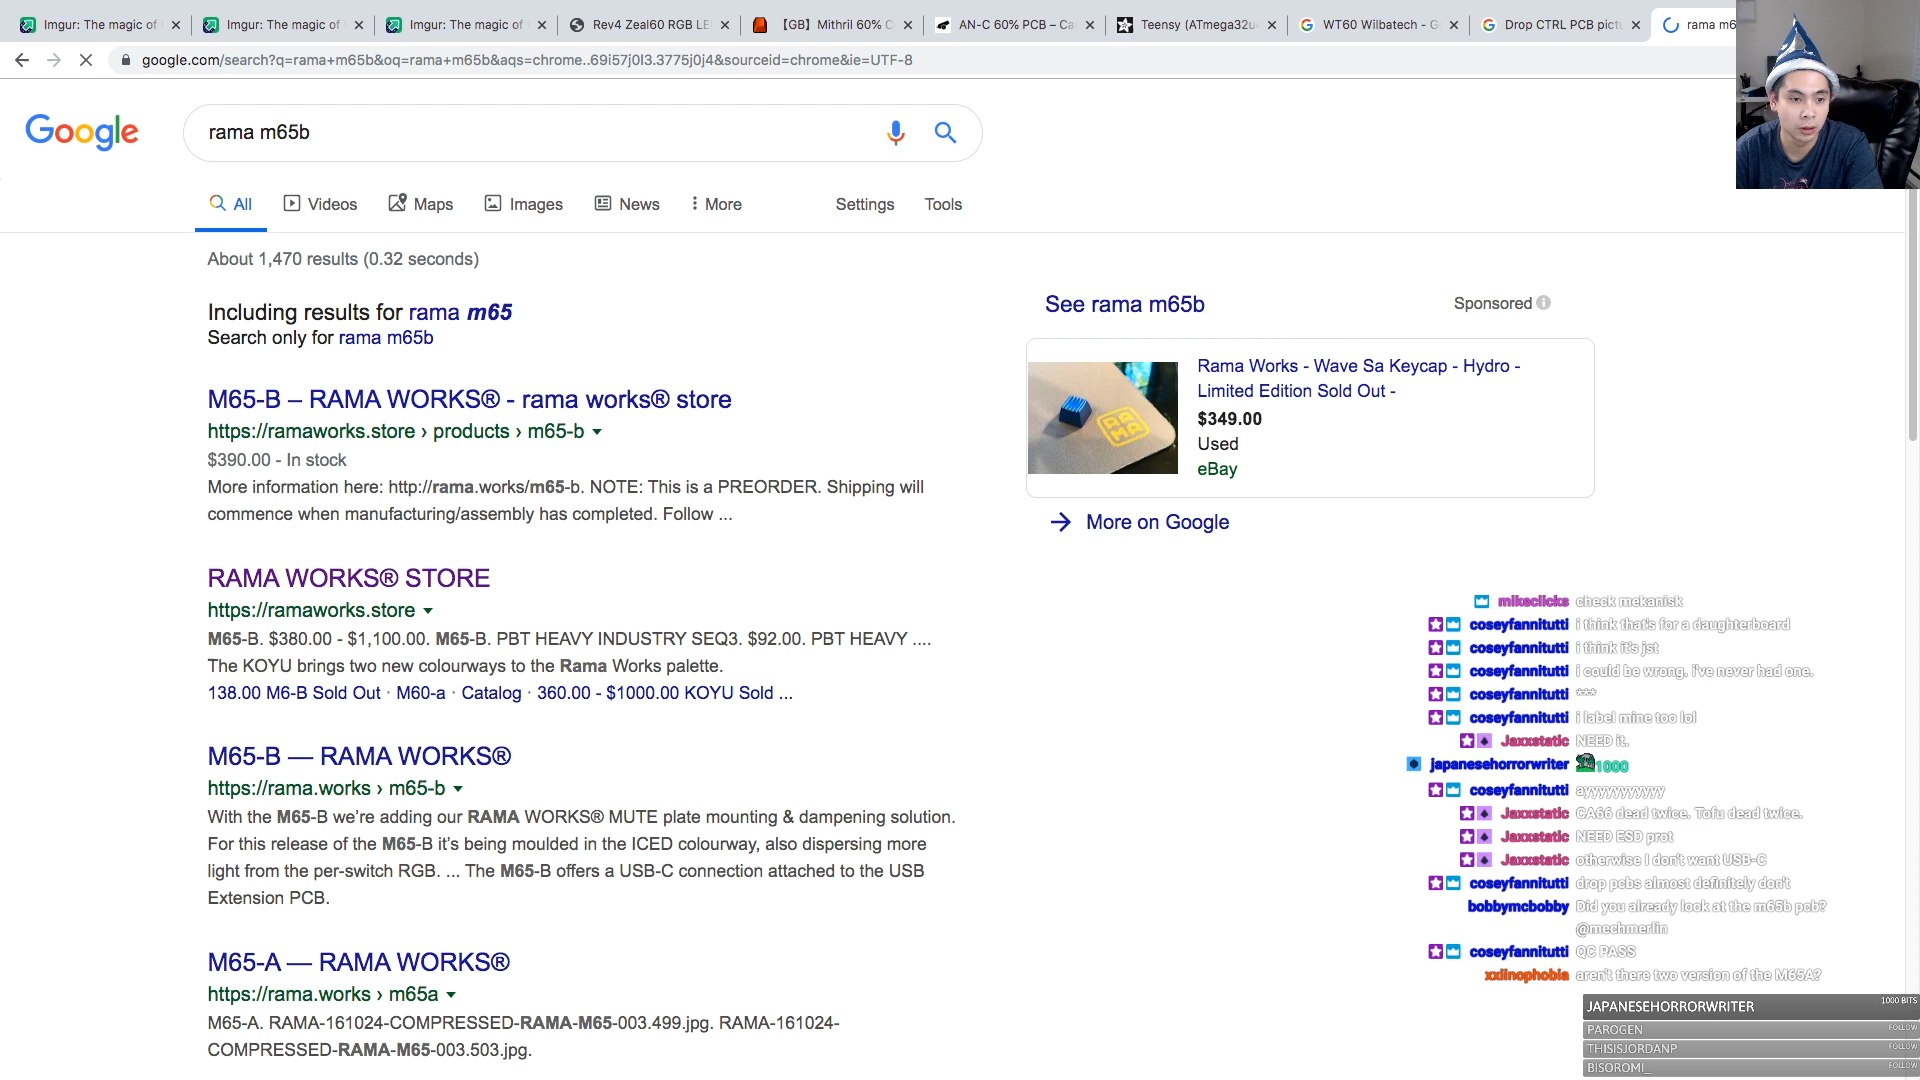 Imgur: The magic of
Imgur: The magic of
Imgur: The magic of
Rev4 Zeal60 RGB LE
【GB】Mithril 60% C
AN-C 60% PCB – Ca
Teensy (ATmega32u
WT60 Wilbatech - G
Drop CTRL PCB pict
rama m6
google.com/search?q=rama+m65b&oq=rama+m65b&aqs=chrome..69i57j0l3.3775j0j4&sourceid=chrome&ie=UTF-8
Google
rama m65b
All
Videos
Maps
Images
News
More
Settings
Tools
About 1,470 results (0.32 seconds)
Including results for rama m65
Search only for rama m65b
M65-B – RAMA WORKS® - rama works® store
https://ramaworks.store › products › m65-b
$390.00 - In stock
More information here: http://rama.works/m65-b. NOTE: This is a PREORDER. Shipping will
commence when manufacturing/assembly has completed. Follow ...
RAMA WORKS® STORE
https://ramaworks.store
M65-B. $380.00 - $1,100.00. M65-B. PBT HEAVY INDUSTRY SEQ3. $92.00. PBT HEAVY ....
The KOYU brings two new colourways to the Rama Works palette.
138.00 M6-B Sold Out · M60-a · Catalog · 360.00 - $1000.00 KOYU Sold ...
M65-B — RAMA WORKS®
https://rama.works › m65-b
With the M65-B we're adding our RAMA WORKS® MUTE plate mounting & dampening solution.
For this release of the M65-B it's being moulded in the ICED colourway, also dispersing more
light from the per-switch RGB. ... The M65-B offers a USB-C connection attached to the USB
Extension PCB.
M65-A — RAMA WORKS®
https://rama.works › m65a
M65-A. RAMA-161024-COMPRESSED-RAMA-M65-003.499.jpg. RAMA-161024-
COMPRESSED-RAMA-M65-003.503.jpg.
See rama m65b
Sponsored
RA
MA
Rama Works - Wave Sa Keycap - Hydro -
Limited Edition Sold Out -
$349.00
Used
eBay
More on Google
mikeclicks check mekanisk
coseyfannitutti i think that's for a daughterboard
coseyfannitutti i think it's jst
coseyfannitutti i could be wrong. i've never had one.
coseyfannitutti ***
coseyfannitutti i label mine too lol
Jaxxstatic NEED it.
japanesehorrorwriter 1000
coseyfannitutti ayyyyyyyyyyy
Jaxxstatic CA66 dead twice. Tofu dead twice.
Jaxxstatic NEED ESD prot
Jaxxstatic otherwise I don't want USB-C
coseyfannitutti drop pcbs almost definitely don't
bobbymcbobby Did you already look at the m65b pcb?
@mechmerlin
coseyfannitutti QC PASS
xxiinophobia aren't there two version of the M65A?
JAPANESEHORRORWRITER 1000 BITS
PAROGEN FOLLOW
THISISJORDANP FOLLOW
BISOROMI_ FOLLOW